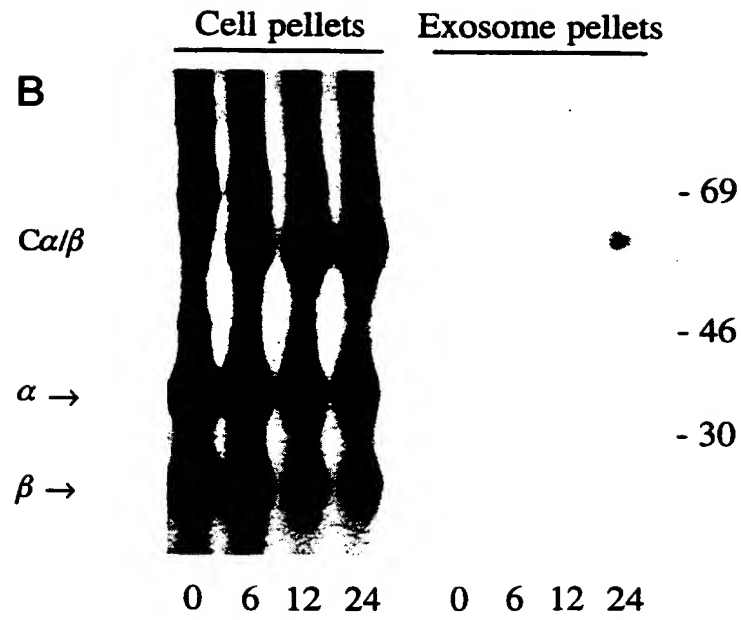 Cell pellets Exosome pellets
B
- 69
Cα/β
- 46
α →
- 30
β →
0 6 12 24 0 6 12 24